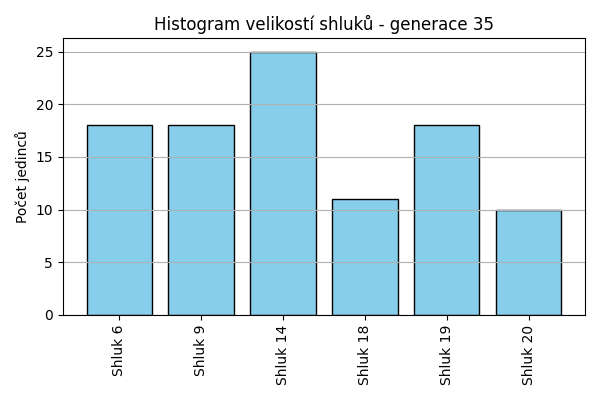 Histogram velikostí shluků - generace 35
Počet jedinců
25
20
15
10
5
0
Shluk 6
Shluk 9
Shluk 14
Shluk 18
Shluk 19
Shluk 20